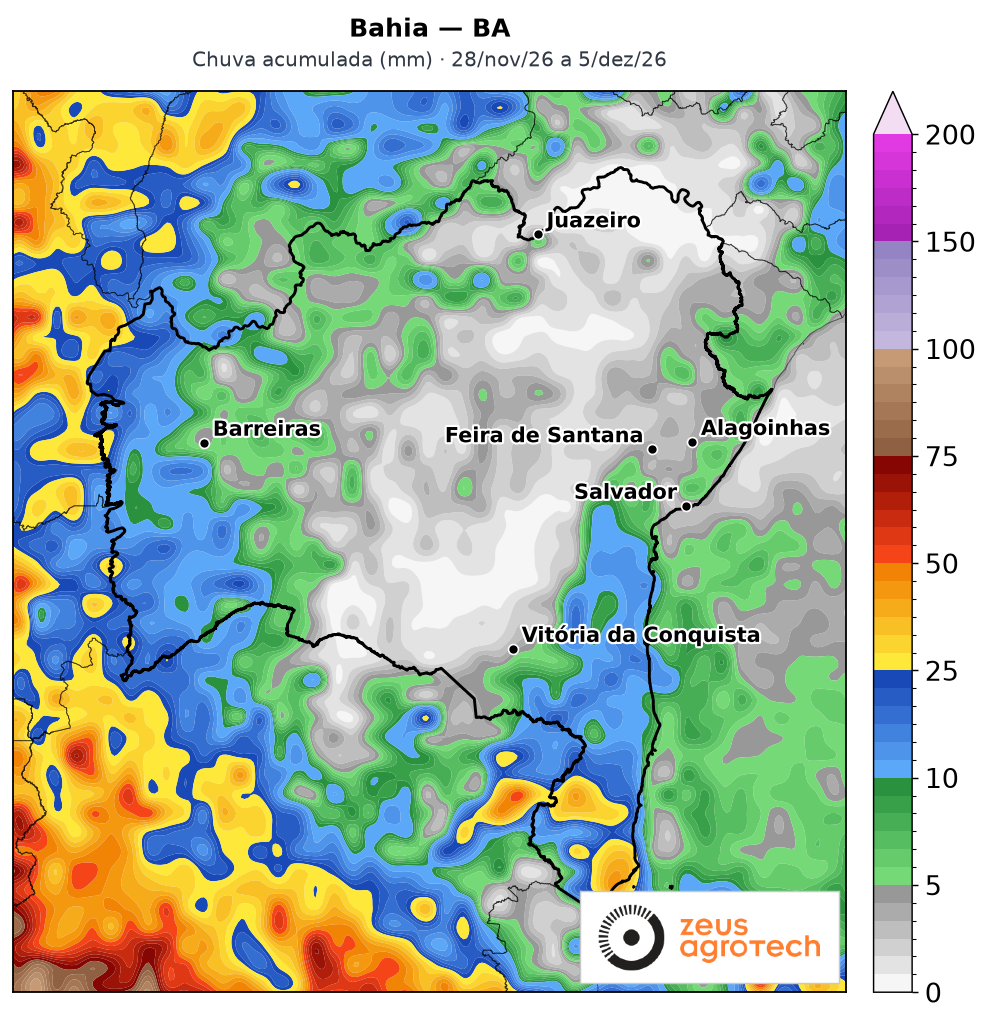 Bahia — BA
Chuva acumulada (mm) · 28/nov/26 a 5/dez/26
Juazeiro
Barreiras
Feira de Santana
Alagoinhas
Salvador
Vitória da Conquista
200
150
100
75
50
25
10
5
0
zeus
agrotech